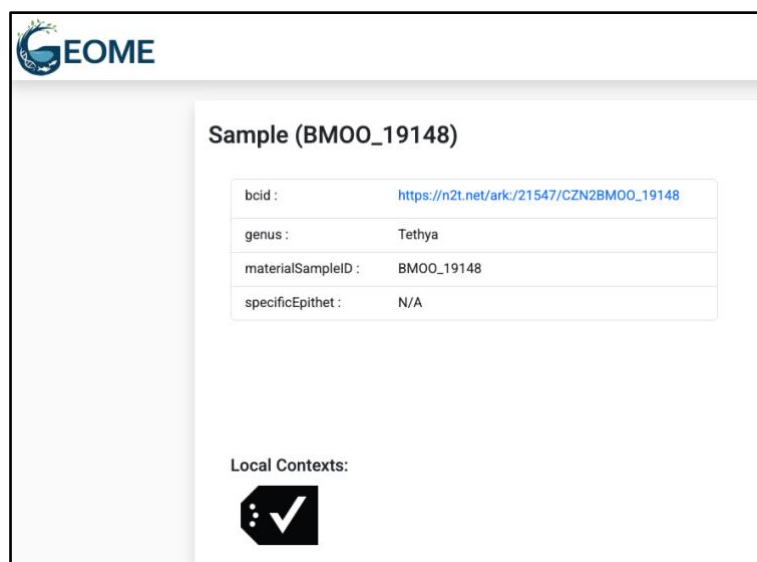 GEOME
Sample (BMOO_19148)
bcid : https://n2t.net/ark:/21547/CZN2BMOO_19148
genus : Tethya
materialSampleID : BMOO_19148
specificEpithet : N/A
Local Contexts: